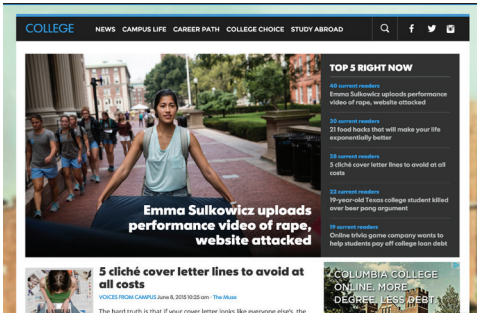 COLLEGE
NEWS CAMPUS LIFE CAREER PATH COLLEGE CHOICE STUDY ABROAD
Emma Sulkowicz uploads
performance video of rape,
website attacked
TOP 5 RIGHT NOW
40 current readers
Emma Sulkowicz uploads performance
video of rape, website attacked
30 current readers
21 food hacks that will make your life
exponentially better
28 current readers
5 cliché cover letter lines to avoid at all
costs
22 current readers
19-year-old Texas college student killed
over beer pong argument
19 current readers
Online trivia game company wants to
help students pay off college loan debt
5 cliché cover letter lines to avoid at
all costs
VOICES FROM CAMPUS June 8, 2015 10:25 am · The Muse
The hard truth is that if your cover letter looks like everyone else's, the
COLUMBIA COLLEGE
ONLINE. MORE
DEGREE. LESS DEBT